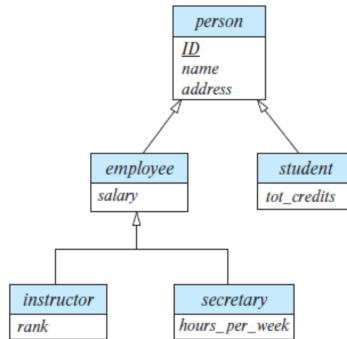 person
ID
name
address
employee
salary
student
tot_credits
instructor
rank
secretary
hours_per_week